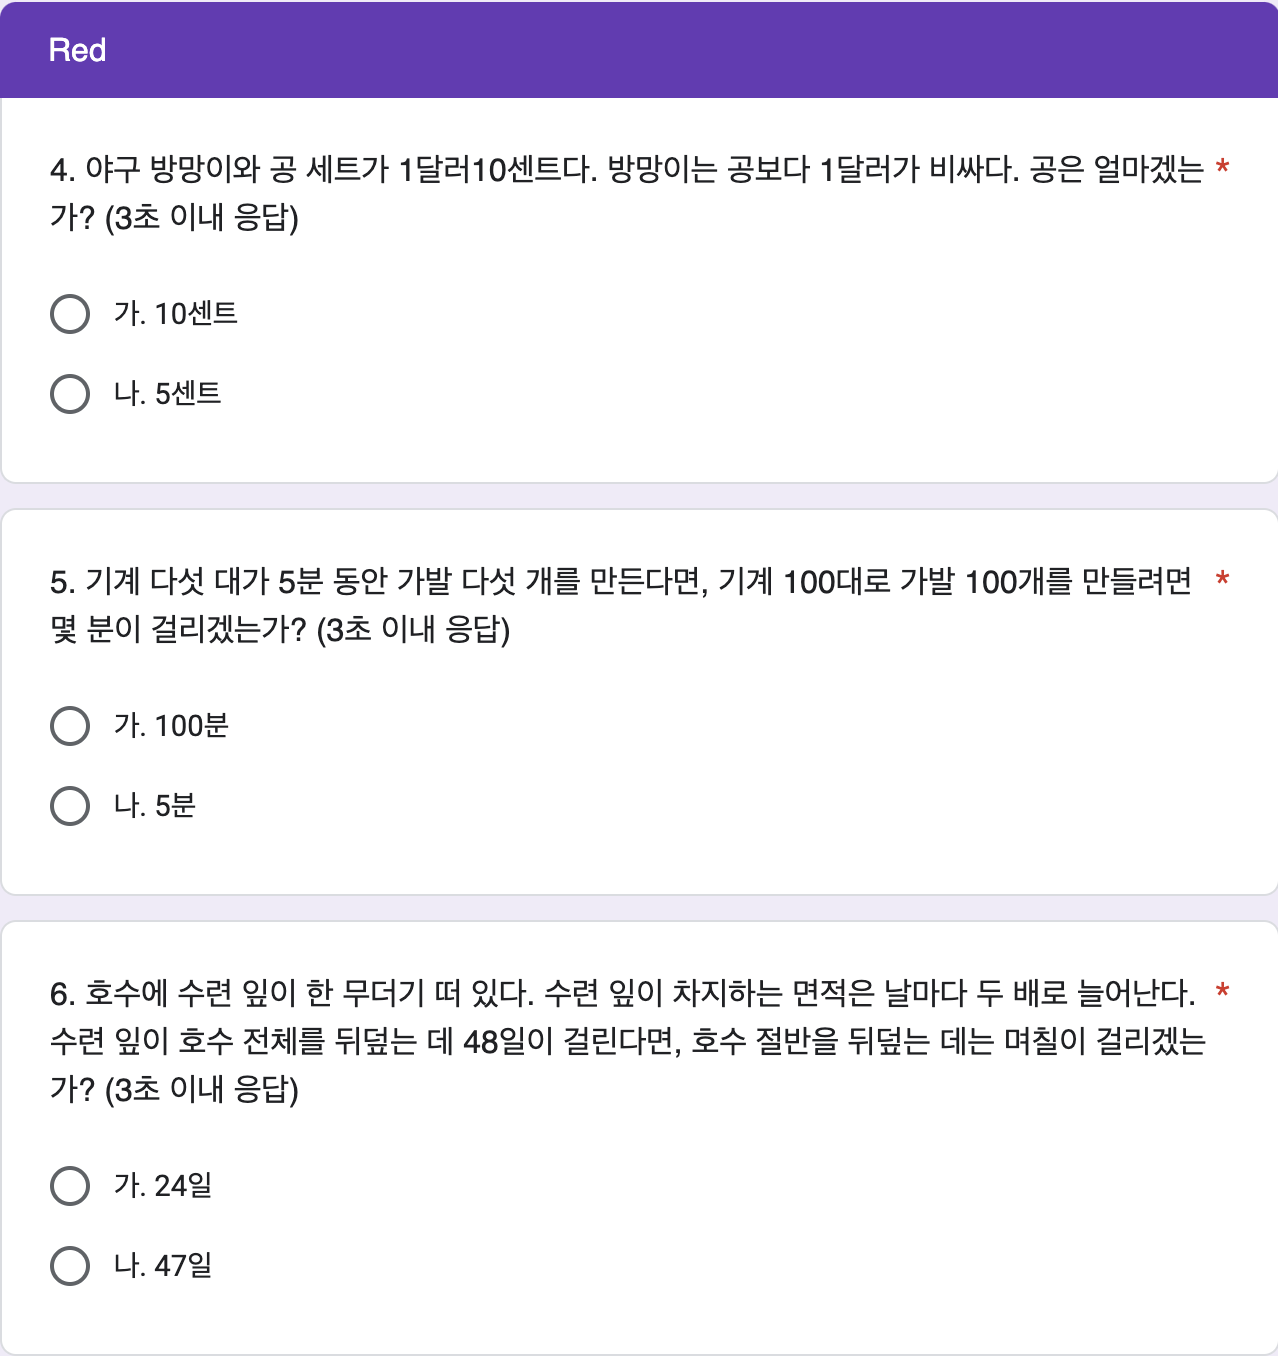 Red
4. 야구 방망이와 공 세트가 1달러10센트다. 방망이는 공보다 1달러가 비싸다. 공은 얼마겠는 *
가? (3초 이내 응답)
가. 10센트
나. 5센트
5. 기계 다섯 대가 5분 동안 가발 다섯 개를 만든다면, 기계 100대로 가발 100개를 만들려면 *
몇 분이 걸리겠는가? (3초 이내 응답)
가. 100분
나. 5분
6. 호수에 수련 잎이 한 무더기 떠 있다. 수련 잎이 차지하는 면적은 날마다 두 배로 늘어난다. *
수련 잎이 호수 전체를 뒤덮는 데 48일이 걸린다면, 호수 절반을 뒤덮는 데는 며칠이 걸리겠는
가? (3초 이내 응답)
가. 24일
나. 47일